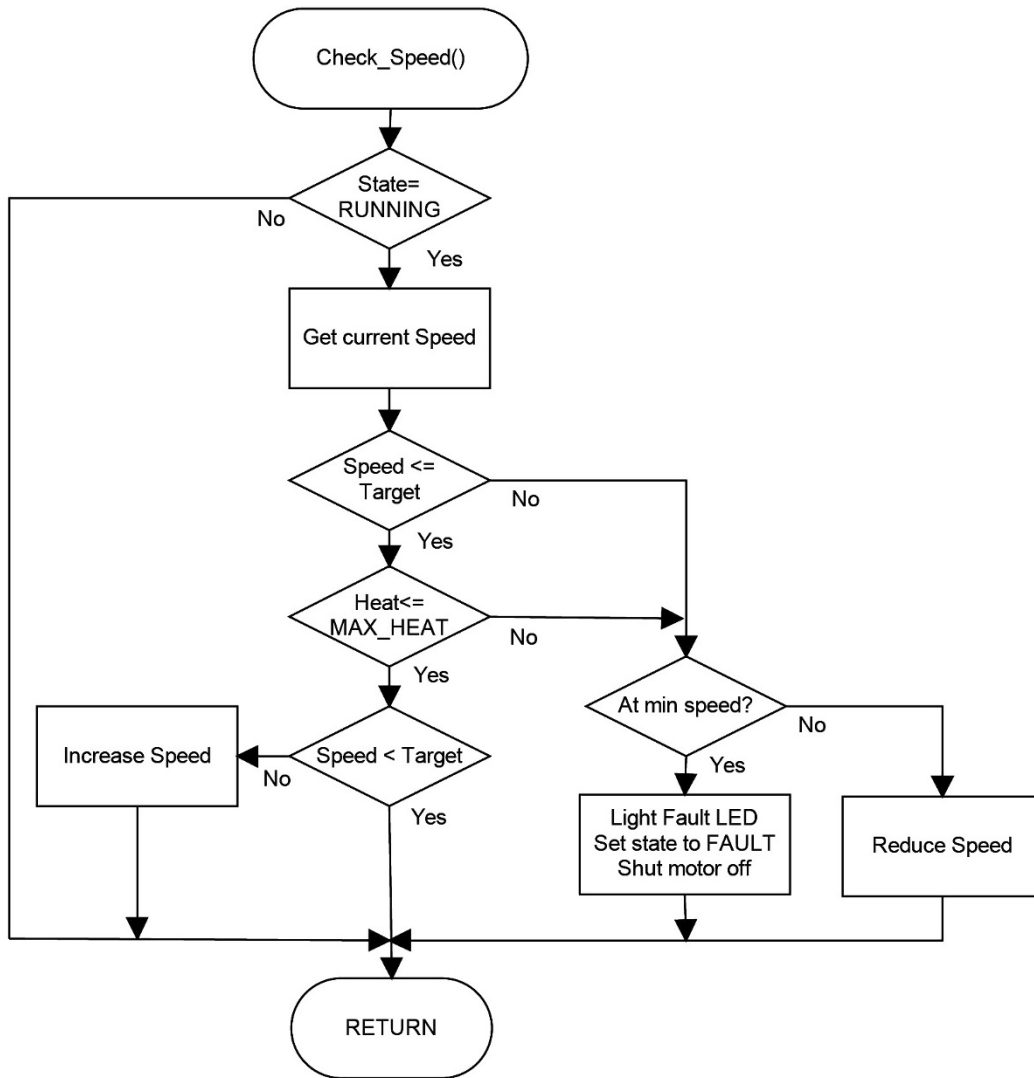 Check_Speed()
State=
RUNNING
No
Yes
Get current Speed
Speed <=
Target
No
Yes
Heat<=
MAX_HEAT
No
Yes
At min speed?
No
Yes
Increase Speed
Speed < Target
No
Yes
Light Fault LED
Set state to FAULT
Shut motor off
Reduce Speed
RETURN